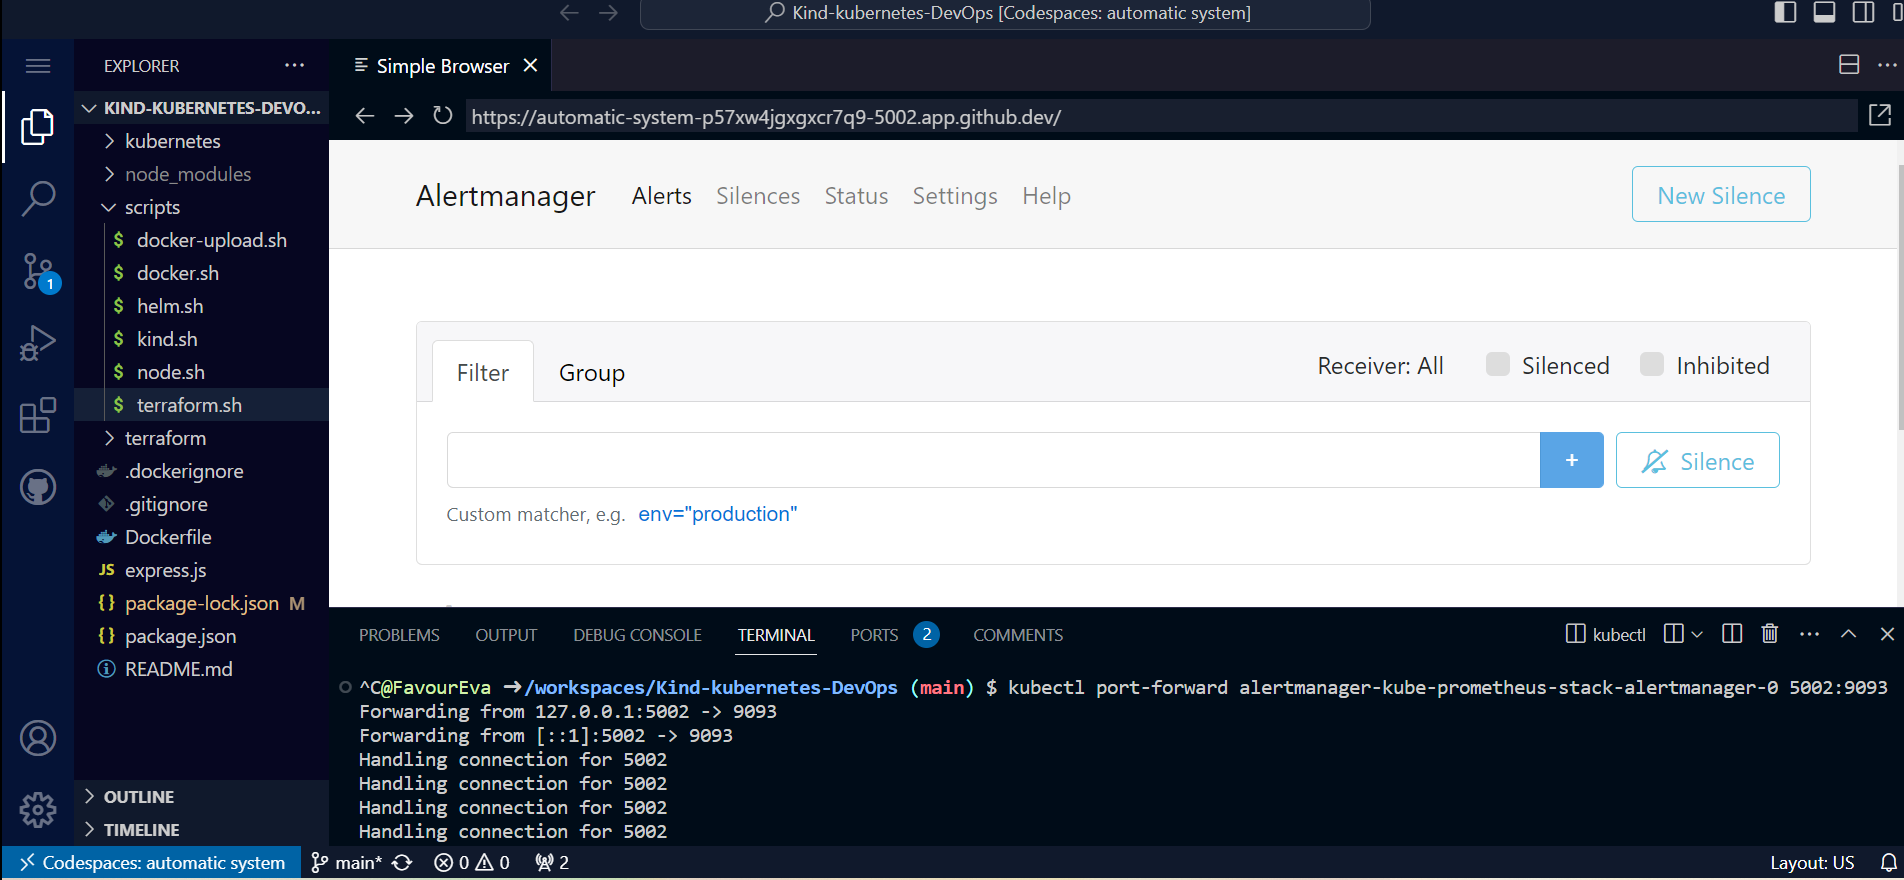 Kind-kubernetes-DevOps [Codespaces: automatic system]
EXPLORER
Simple Browser
KIND-KUBERNETES-DEVO...
https://automatic-system-p57xw4jgxgxcr7q9-5002.app.github.dev/
kubernetes
node_modules
scripts
$ docker-upload.sh
$ docker.sh
$ helm.sh
$ kind.sh
$ node.sh
$ terraform.sh
terraform
.dockerignore
.gitignore
Dockerfile
JS express.js
{} package-lock.json M
{} package.json
README.md
OUTLINE
TIMELINE
1
Alertmanager Alerts Silences Status Settings Help New Silence
Filter Group Receiver: All Silenced Inhibited
+ Silence
Custom matcher, e.g. env="production"
PROBLEMS OUTPUT DEBUG CONSOLE TERMINAL PORTS 2 COMMENTS kubectl
^C@FavourEva ➜/workspaces/Kind-kubernetes-DevOps (main) $ kubectl port-forward alertmanager-kube-prometheus-stack-alertmanager-0 5002:9093
Forwarding from 127.0.0.1:5002 -> 9093
Forwarding from [::1]:5002 -> 9093
Handling connection for 5002
Handling connection for 5002
Handling connection for 5002
Handling connection for 5002
Codespaces: automatic system main* 0 0 2 Layout: US